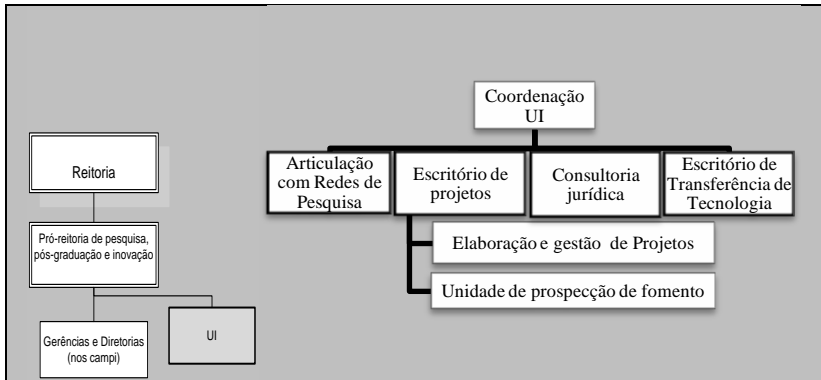 Reitoria
Pró-reitoria de pesquisa,
pós-graduação e inovação
Gerências e Diretorias
(nos campi)
UI
Coordenação
UI
Articulação
com Redes de
Pesquisa
Escritório de
projetos
Consultoria
jurídica
Escritório de
Transferência de
Tecnologia
Elaboração e gestão de Projetos
Unidade de prospecção de fomento